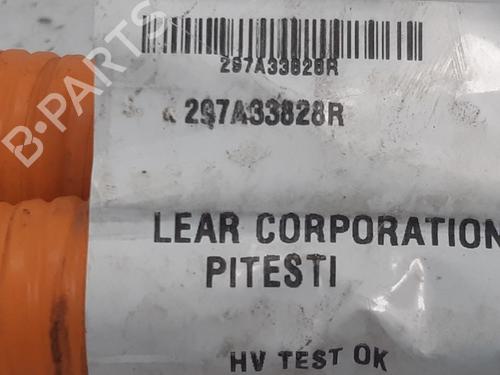 297A33828R
297A33828R
LEAR CORPORATION
PITESTI
HV TEST OK
B-PARTS